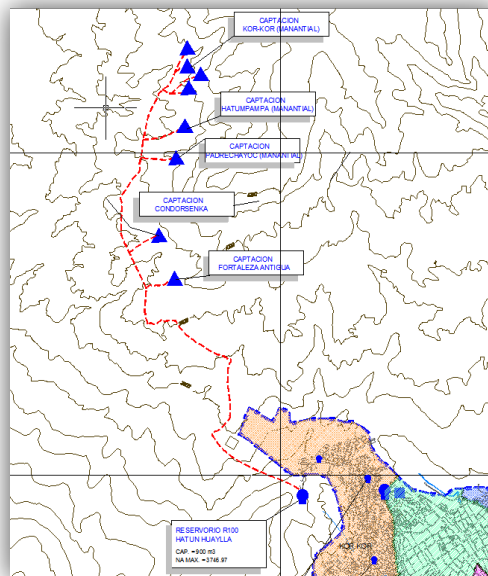 CAPTACION
KOR-KOR (MANANTIAL)
CAPTACION
HATUMPAMPA (MANANTIAL)
CAPTACION
PADRECHAYOC (MANANTIAL)
CAPTACION
CONDORSENKA
CAPTACION
FORTALEZA ANTIGUA
RESERVORIO R100
HATUN HUAYLLA
CAP. =900 m3
NA MAX. =3746.97
KOR-KOR